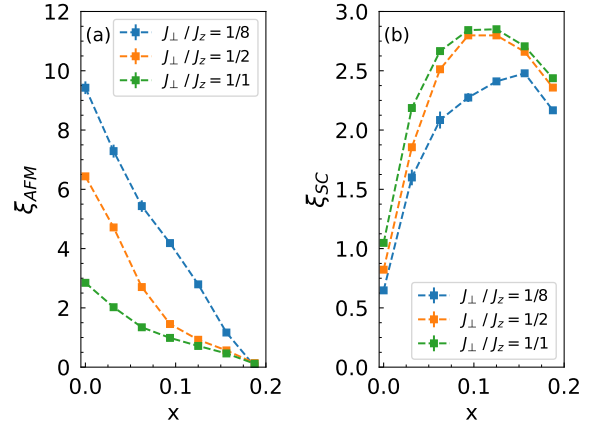 (a)
J⊥ / Jz = 1/8
J⊥ / Jz = 1/2
J⊥ / Jz = 1/1
12
10
8
6
4
2
0
ξAFM
0.0
0.1
0.2
x
(b)
3.0
2.5
2.0
1.5
1.0
0.5
0.0
ξSC
J⊥ / Jz = 1/8
J⊥ / Jz = 1/2
J⊥ / Jz = 1/1
0.0
0.1
0.2
x